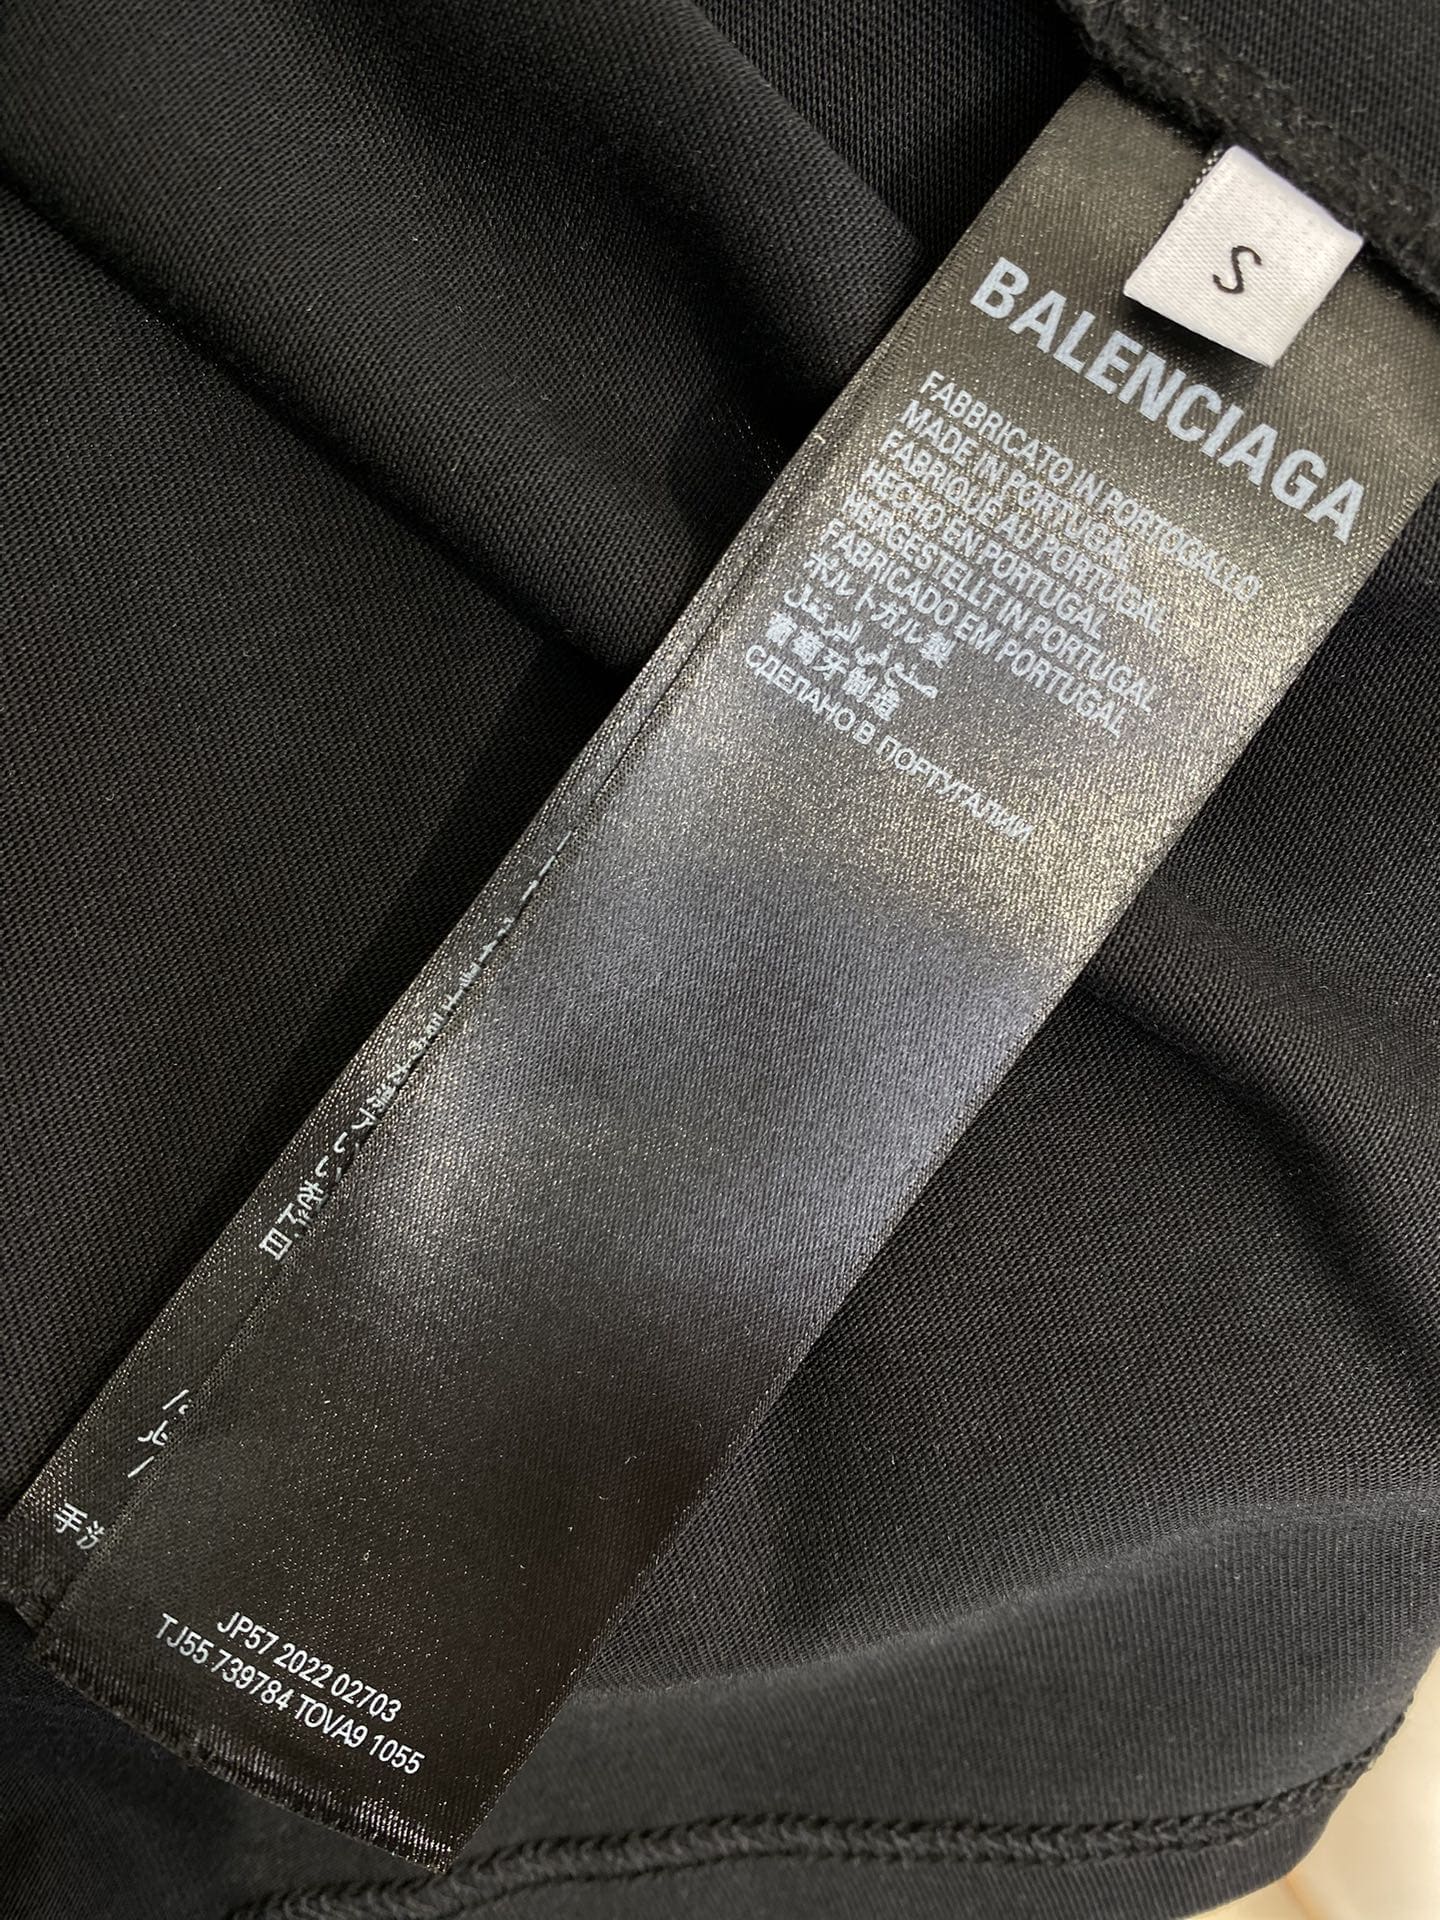 S
BALENCIAGA
FABBRICATO IN PORTOGALLO
MADE IN PORTUGAL
FABRIQUE AU PORTUGAL
HECHO EN PORTUGAL
HERGESTELLT IN PORTUGAL
FABRICADO EM PORTUGAL
ポルトガル製
صنع في البرتغال
葡萄牙制造
СДЕЛАНО В ПОРТУГАЛИИ
手洗
JP57 2022 02703
TJ55 739784 TOVA9 1055